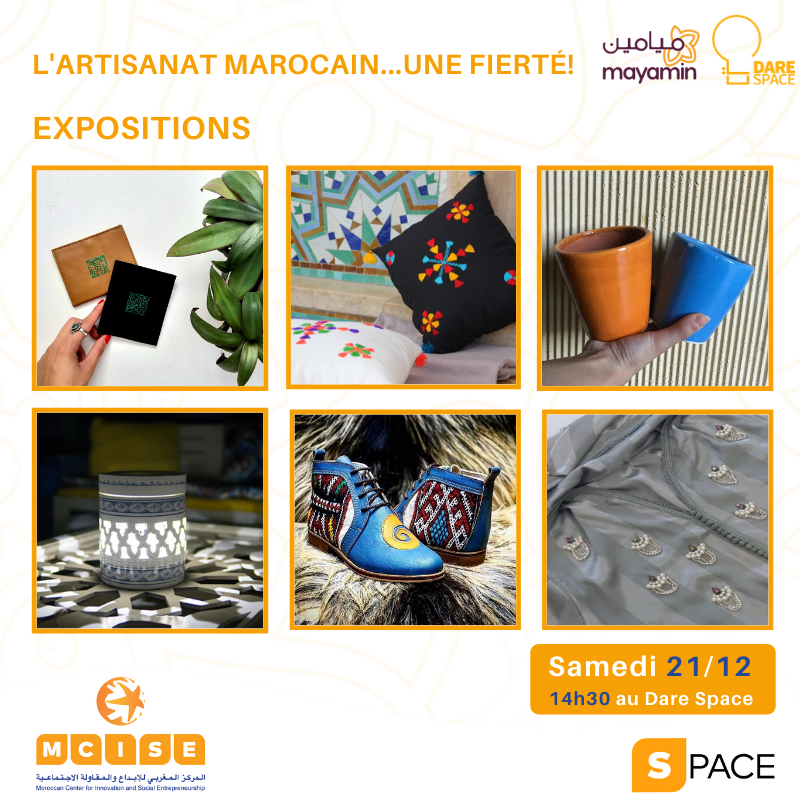 L'ARTISANAT MAROCAIN...UNE FIERTÉ!
ميامين
mayamin
DARE
SPACE
EXPOSITIONS
Samedi 21/12
14h30 au Dare Space
MCISE
المركز المغربي للإبداع والمقاولة الاجتماعية
Moroccan Center for Innovation and Social Entrepreneurship
SPACE